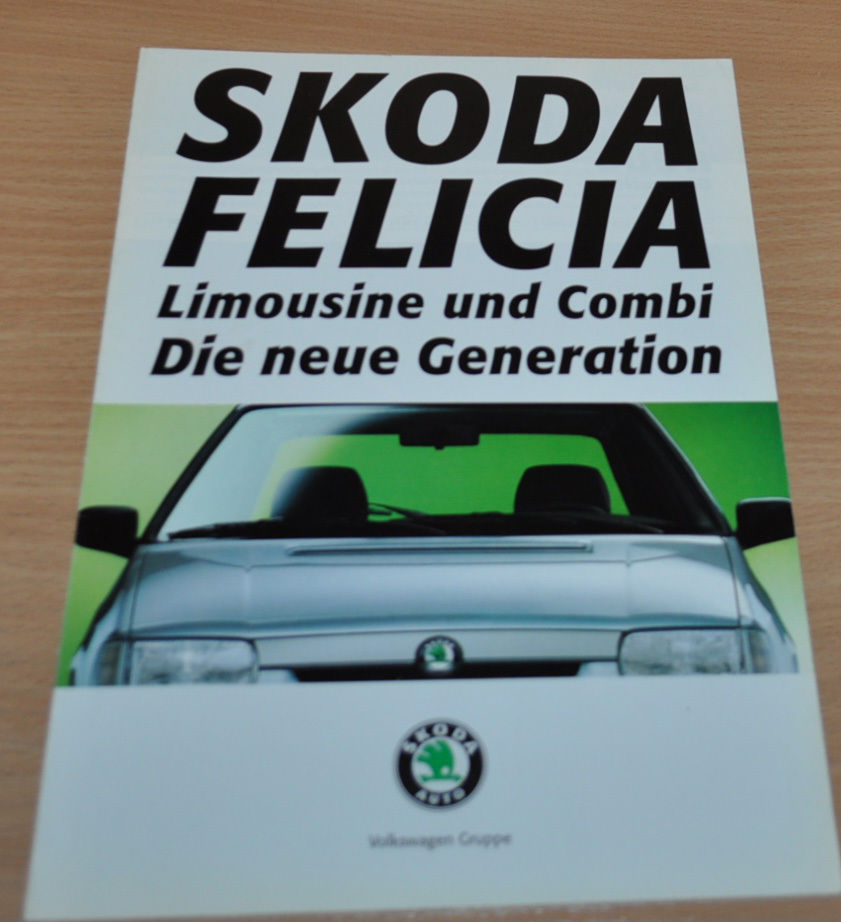 SKODA
FELICIA
Limousine und Combi
Die neue Generation
SKODA
AUTO
Volkswagen Gruppe